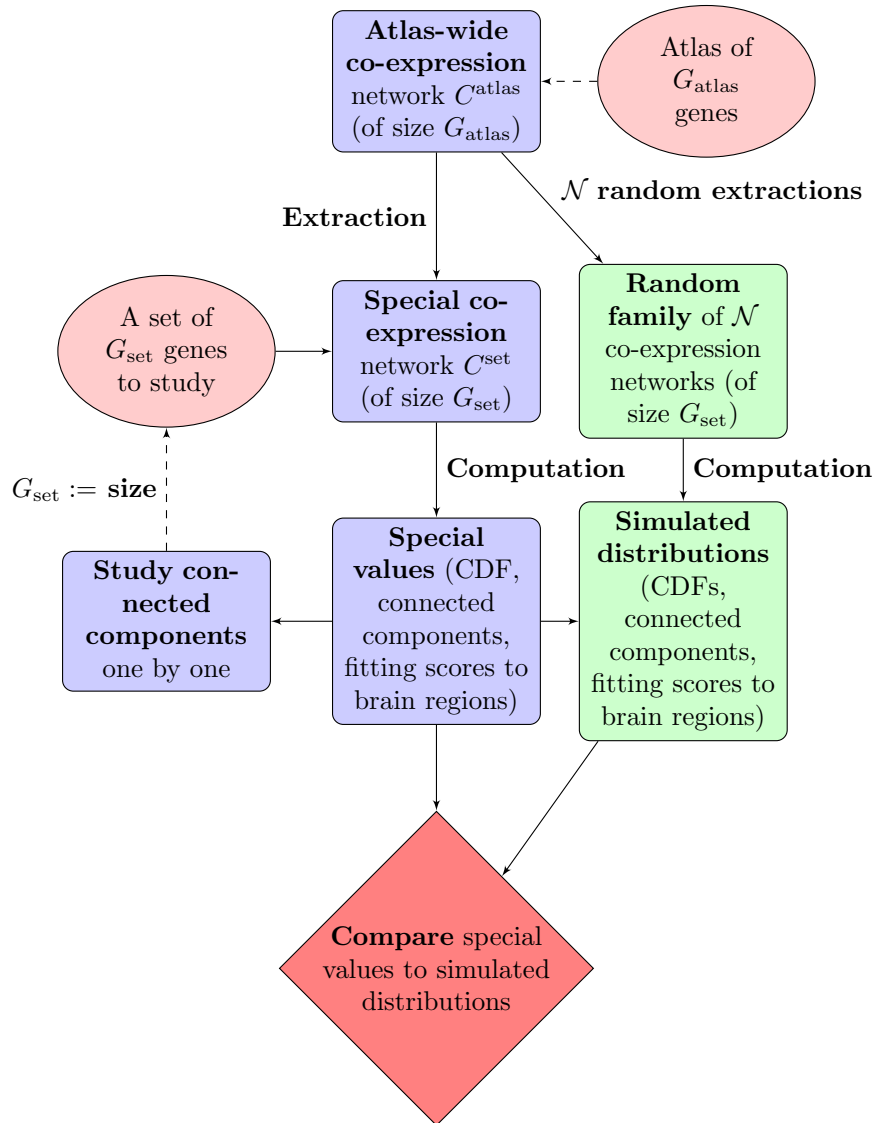 Atlas-wide
co-expression
network C^atlas
(of size G_atlas)
Atlas of
G_atlas
genes
𝒩 random extractions
Extraction
A set of
G_set genes
to study
Special co-
expression
network C^set
(of size G_set)
Random
family of 𝒩
co-expression
networks (of
size G_set)
Computation
Computation
G_set := size
Study con-
nected
components
one by one
Special
values (CDF,
connected
components,
fitting scores to
brain regions)
Simulated
distributions
(CDFs,
connected
components,
fitting scores to
brain regions)
Compare special
values to simulated
distributions